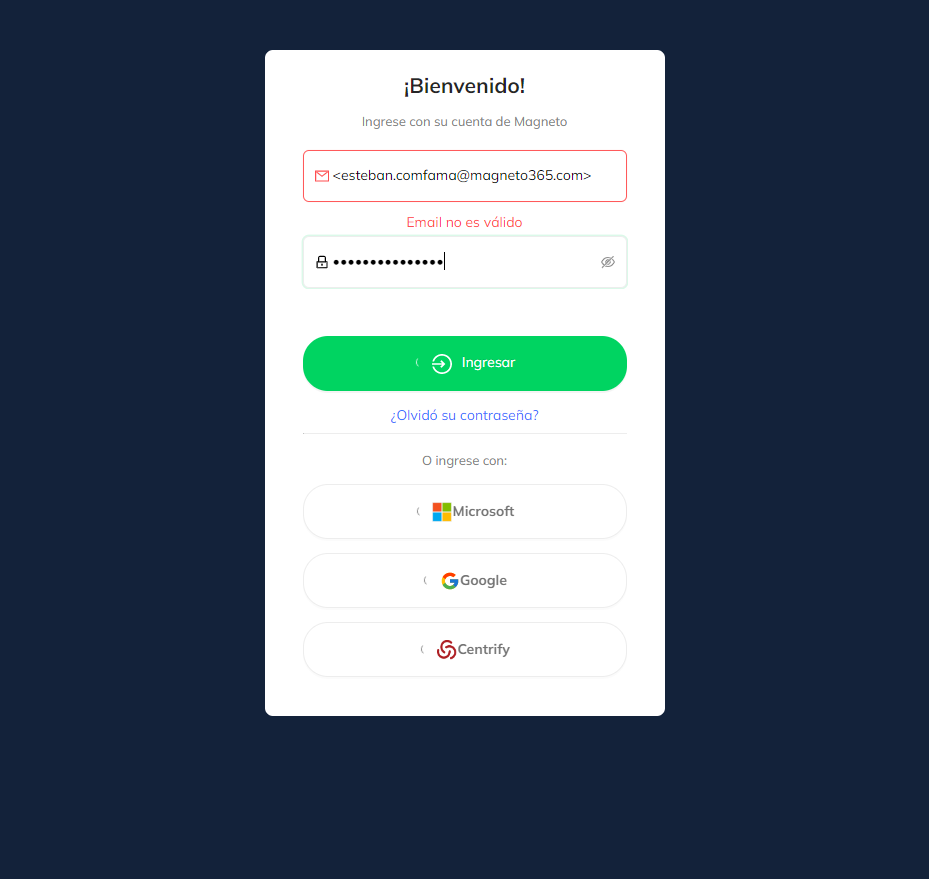 ¡Bienvenido!
Ingrese con su cuenta de Magneto
<esteban.comfama@magneto365.com>
Email no es válido
•••••••••••••••
Ingresar
¿Olvidó su contraseña?
O ingrese con:
Microsoft
Google
Centrify